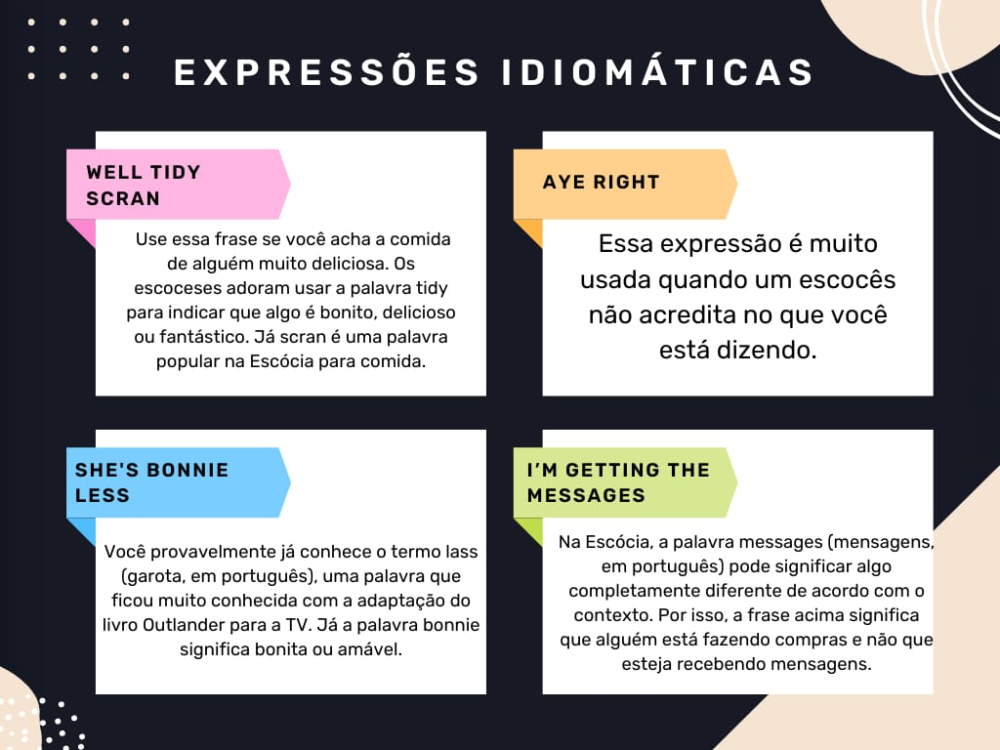 EXPRESSÕES IDIOMÁTICAS
WELL TIDY
SCRAN
Use essa frase se você acha a comida
de alguém muito deliciosa. Os
escoceses adoram usar a palavra tidy
para indicar que algo é bonito, delicioso
ou fantástico. Já scran é uma palavra
popular na Escócia para comida.
AYE RIGHT
Essa expressão é muito
usada quando um escocês
não acredita no que você
está dizendo.
SHE'S BONNIE
LESS
Você provavelmente já conhece o termo lass
(garota, em português), uma palavra que
ficou muito conhecida com a adaptação do
livro Outlander para a TV. Já a palavra bonnie
significa bonita ou amável.
I’M GETTING THE
MESSAGES
Na Escócia, a palavra messages (mensagens,
em português) pode significar algo
completamente diferente de acordo com o
contexto. Por isso, a frase acima significa
que alguém está fazendo compras e não que
esteja recebendo mensagens.